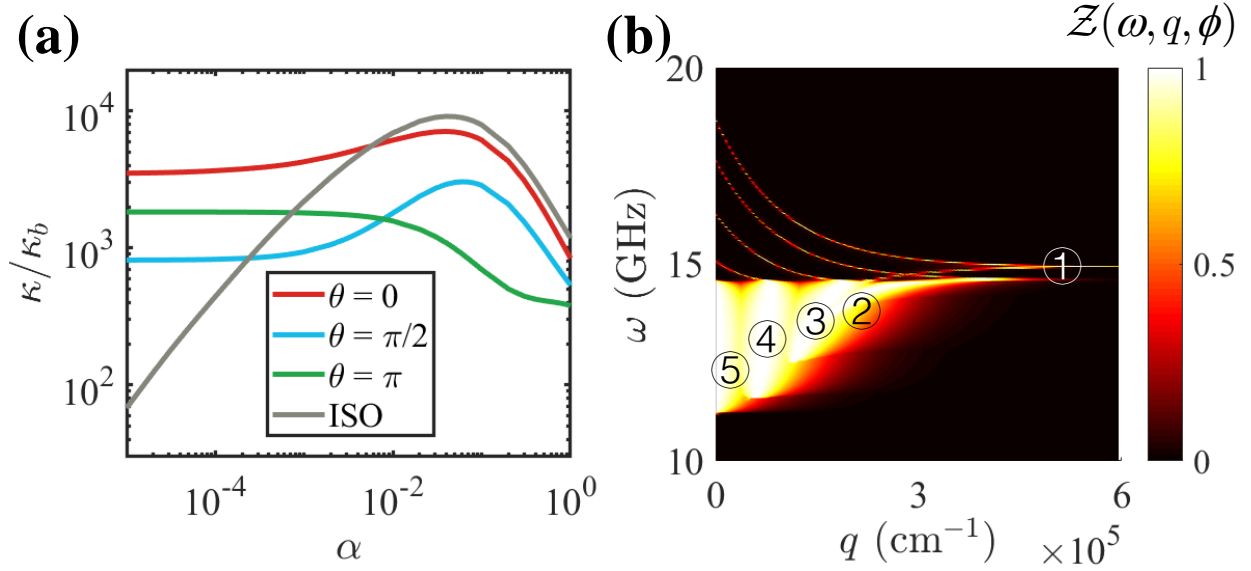 (a)
κ/κ_b
10^4
10^3
10^2
θ = 0
θ = π/2
θ = π
ISO
10^-4
10^-2
10^0
α
(b)
𝒵(ω, q, ϕ)
ω (GHz)
20
15
10
①
②
③
④
⑤
0
3
6
q (cm^-1)
×10^5
1
0.5
0